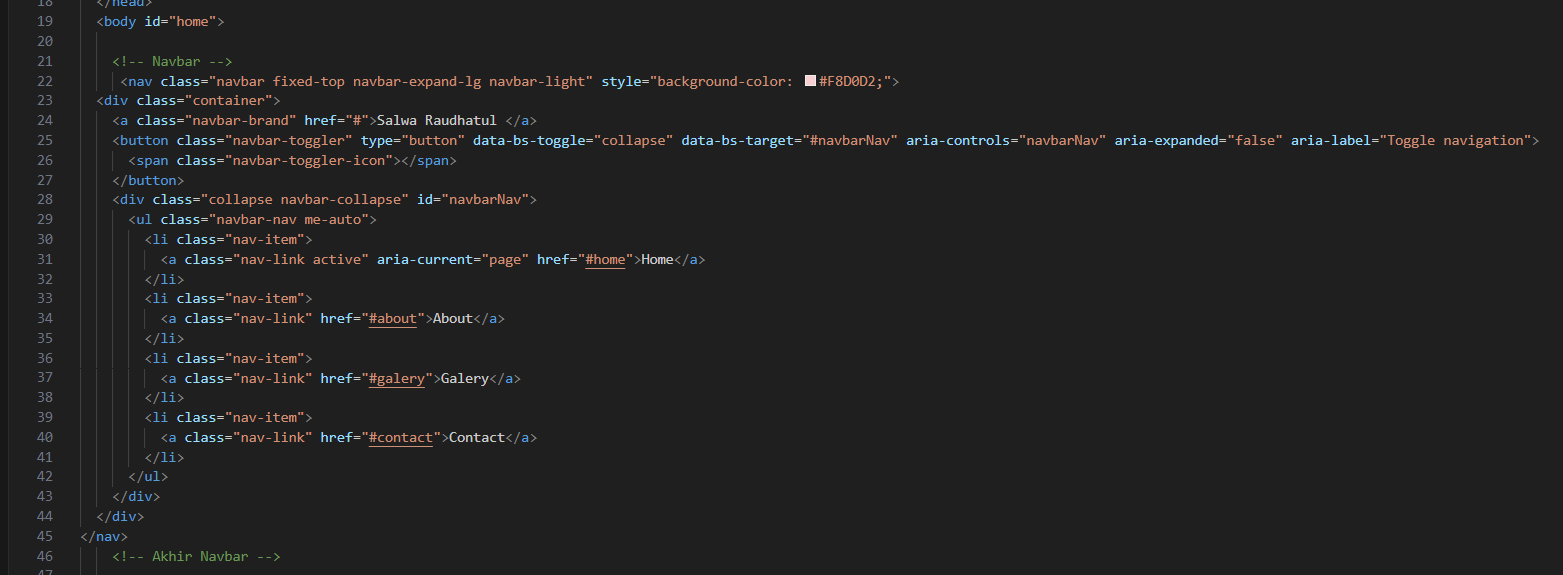 18 </head>
19 <body id="home">
20
21 <!-- Navbar -->
22 <nav class="navbar fixed-top navbar-expand-lg navbar-light" style="background-color: #F8D0D2;">
23 <div class="container">
24 <a class="navbar-brand" href="#">Salwa Raudhatul </a>
25 <button class="navbar-toggler" type="button" data-bs-toggle="collapse" data-bs-target="#navbarNav" aria-controls="navbarNav" aria-expanded="false" aria-label="Toggle navigation">
26 <span class="navbar-toggler-icon"></span>
27 </button>
28 <div class="collapse navbar-collapse" id="navbarNav">
29 <ul class="navbar-nav me-auto">
30 <li class="nav-item">
31 <a class="nav-link active" aria-current="page" href="#home">Home</a>
32 </li>
33 <li class="nav-item">
34 <a class="nav-link" href="#about">About</a>
35 </li>
36 <li class="nav-item">
37 <a class="nav-link" href="#galery">Galery</a>
38 </li>
39 <li class="nav-item">
40 <a class="nav-link" href="#contact">Contact</a>
41 </li>
42 </ul>
43 </div>
44 </div>
45 </nav>
46 <!-- Akhir Navbar -->
47